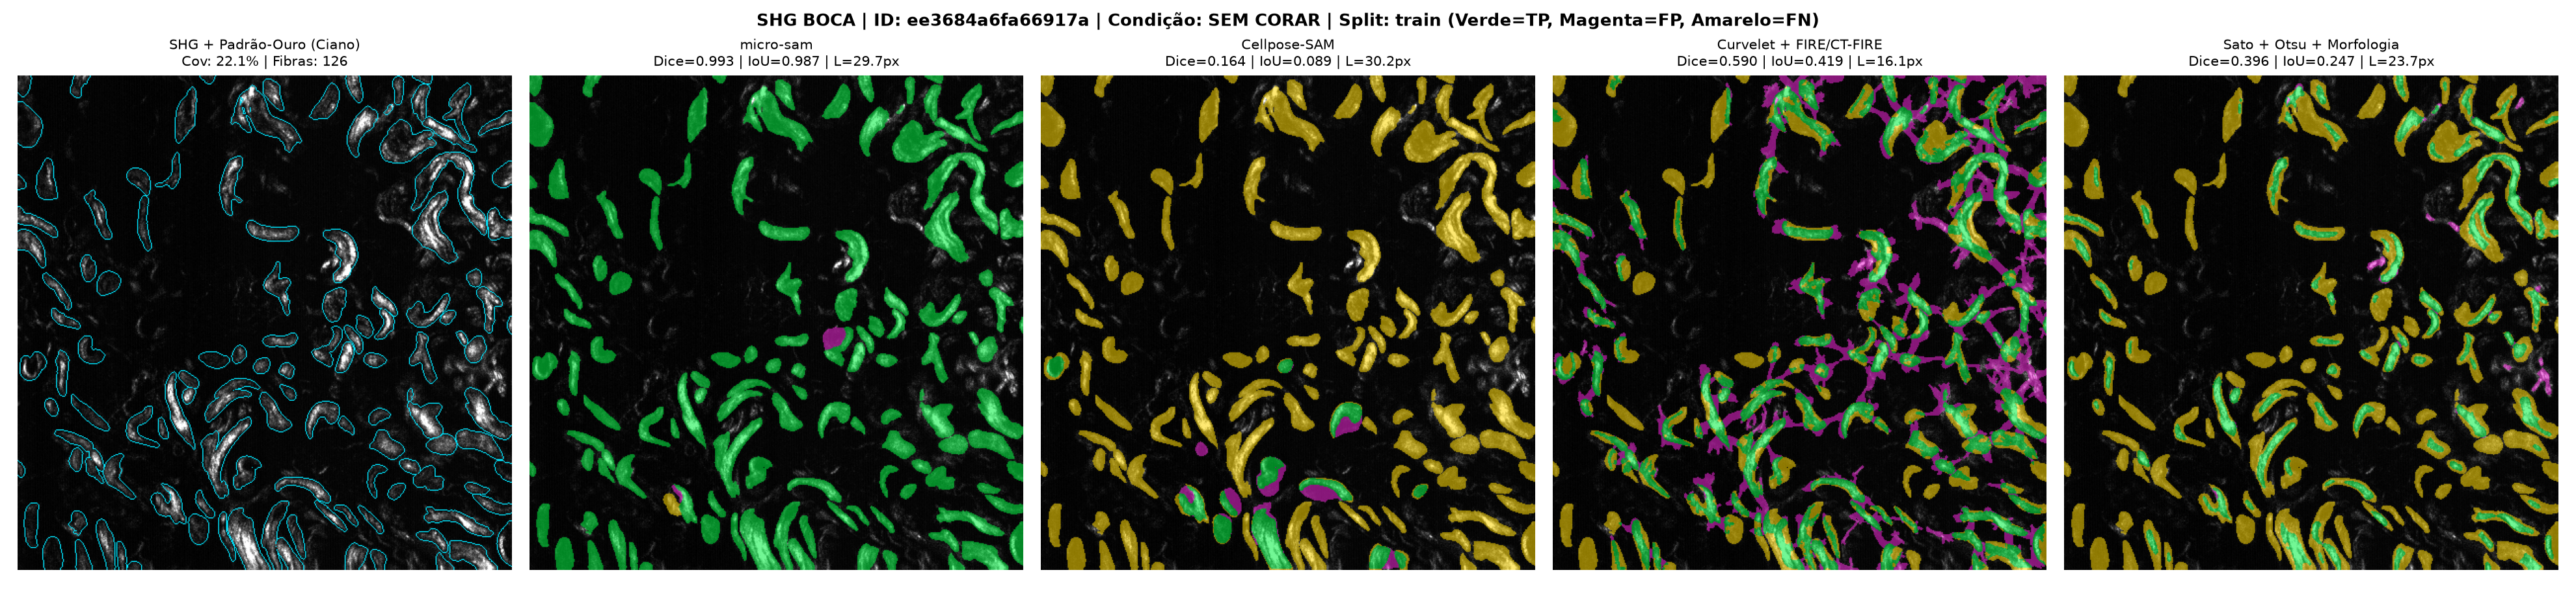 SHG BOCA | ID: ee3684a6fa66917a | Condição: SEM CORAR | Split: train (Verde=TP, Magenta=FP, Amarelo=FN)
SHG + Padrão-Ouro (Ciano)
Cov: 22.1% | Fibras: 126
micro-sam
Dice=0.993 | IoU=0.987 | L=29.7px
Cellpose-SAM
Dice=0.164 | IoU=0.089 | L=30.2px
Curvelet + FIRE/CT-FIRE
Dice=0.590 | IoU=0.419 | L=16.1px
Sato + Otsu + Morfologia
Dice=0.396 | IoU=0.247 | L=23.7px